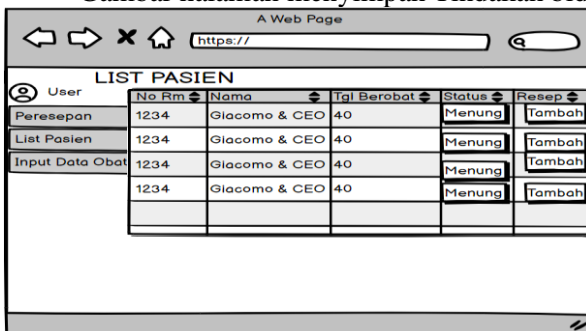 A Web Page
https://
LIST PASIEN
User
No Rm Nama Tgl Berobat Status Resep
Peresepan
List Pasien
Input Data Obat
1234 Giacomo & CEO 40 Menung Tambah
1234 Giacomo & CEO 40 Menung Tambah
1234 Giacomo & CEO 40 Menung Tambah
1234 Giacomo & CEO 40 Menung Tambah